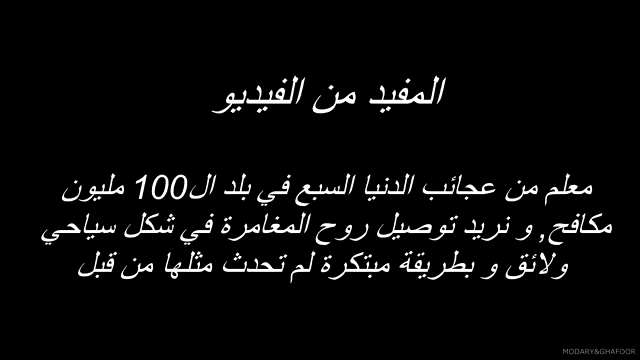 المفيد من الفيديو
معلم من عجائب الدنيا السبع في بلد ال100 مليون
مكافح, و نريد توصيل روح المغامرة في شكل سياحي
ولائق و بطريقة مبتكرة لم تحدث مثلها من قبل
MODARY&GHAFOOR